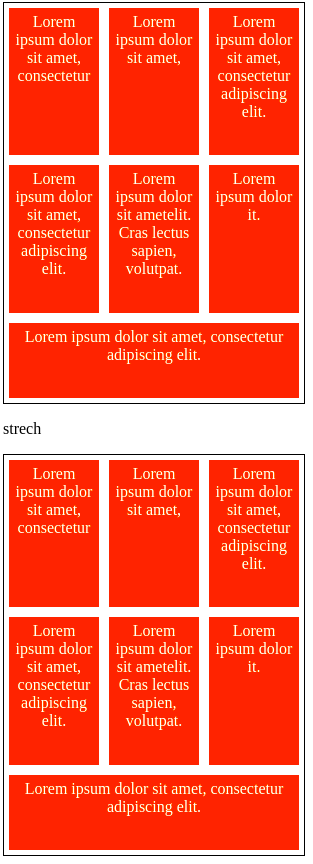 Lorem
ipsum dolor
sit amet,
consectetur
Lorem
ipsum dolor
sit amet,
Lorem
ipsum dolor
sit amet,
consectetur
adipiscing
elit.
Lorem
ipsum dolor
sit amet,
consectetur
adipiscing
elit.
Lorem
ipsum dolor
sit ametelit.
Cras lectus
sapien,
volutpat.
Lorem
ipsum dolor
it.
Lorem ipsum dolor sit amet, consectetur
adipiscing elit.
strech
Lorem
ipsum dolor
sit amet,
consectetur
Lorem
ipsum dolor
sit amet,
Lorem
ipsum dolor
sit amet,
consectetur
adipiscing
elit.
Lorem
ipsum dolor
sit amet,
consectetur
adipiscing
elit.
Lorem
ipsum dolor
sit ametelit.
Cras lectus
sapien,
volutpat.
Lorem
ipsum dolor
it.
Lorem ipsum dolor sit amet, consectetur
adipiscing elit.